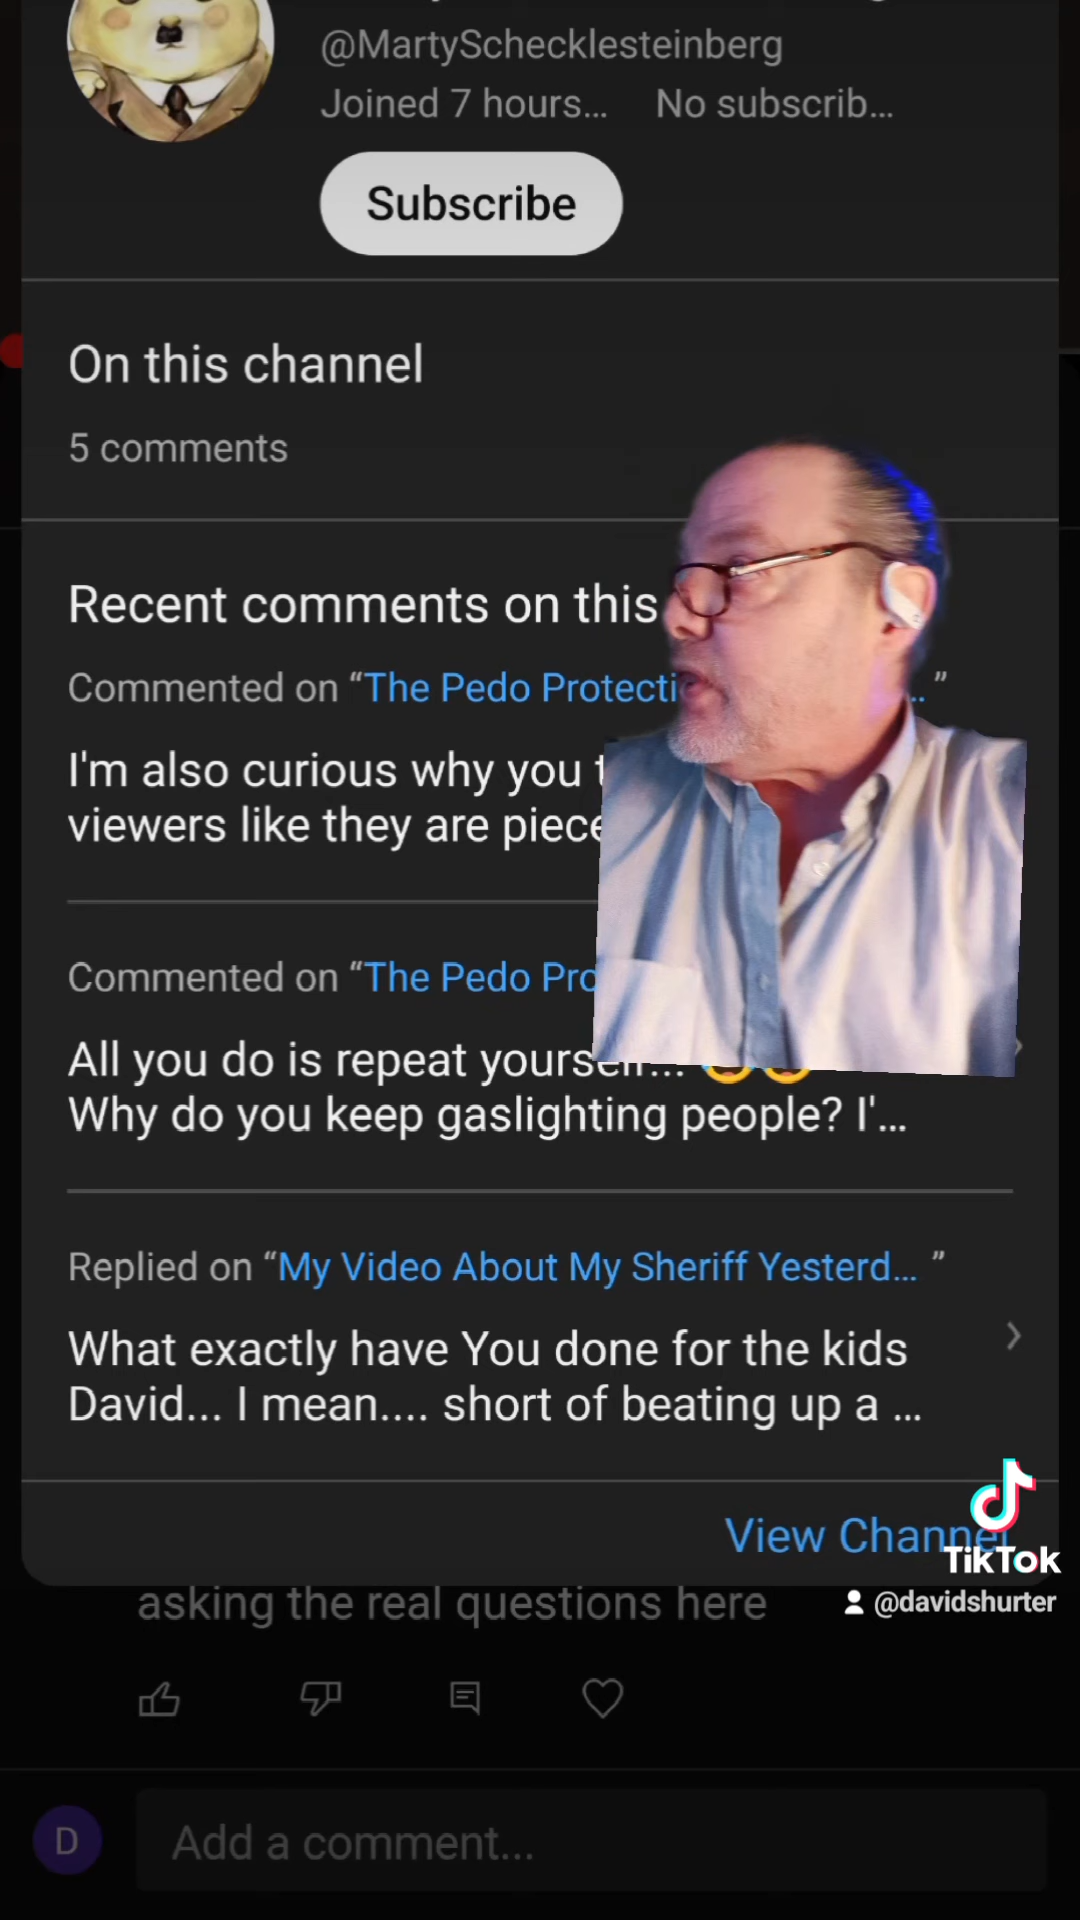 @MartySchecklesteinberg
Joined 7 hours... No subscrib...
Subscribe
On this channel
5 comments
Recent comments on this
Commented on “The Pedo Protecti .. ”
I'm also curious why you
viewers like they are piece
Commented on “The Pedo Pro
All you do is repeat yourself...
Why do you keep gaslighting people? I'...
Replied on “My Video About My Sheriff Yesterd... ”
What exactly have You done for the kids
David... I mean.... short of beating up a ...
View Channel
TikTok
@davidshurter
asking the real questions here
D
Add a comment...